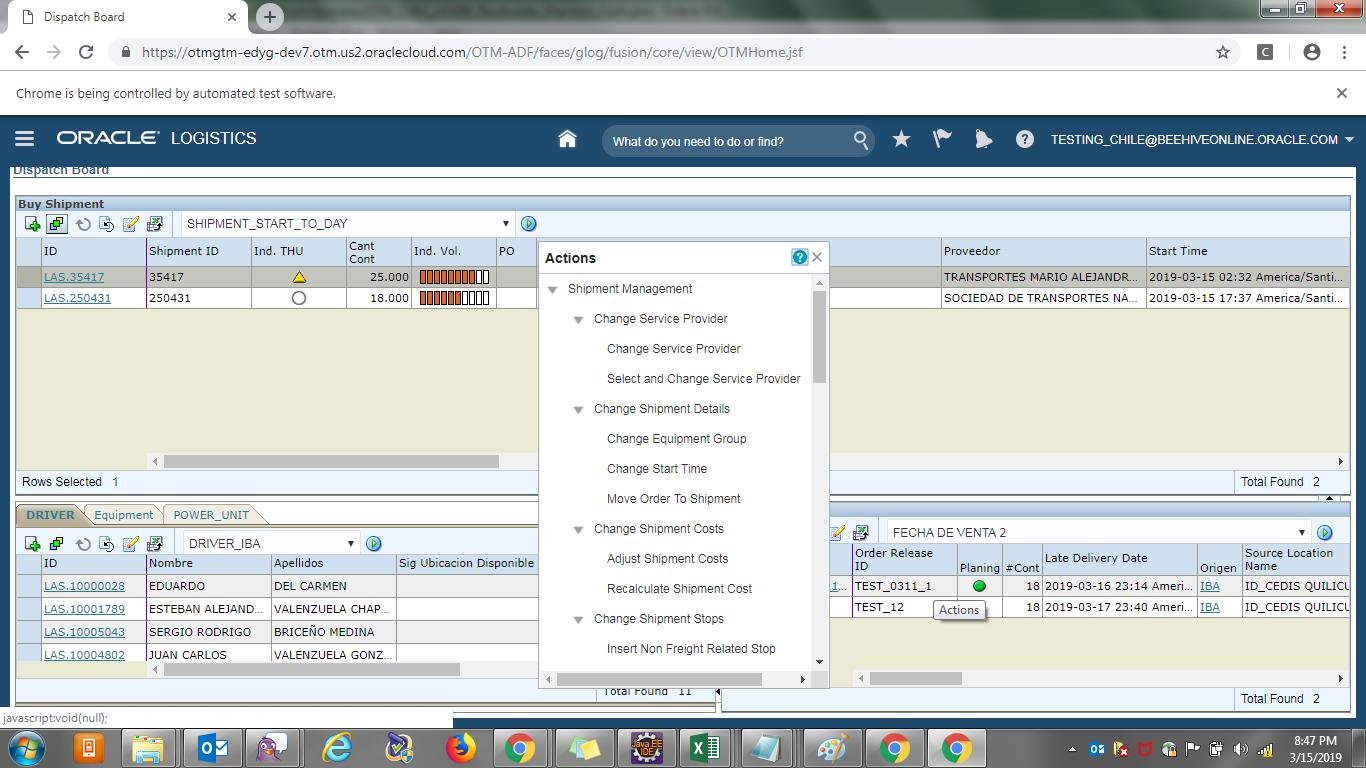 Dispatch Board
https://otmgtm-edyg-dev7.otm.us2.oraclecloud.com/OTM-ADF/faces/glog/fusion/core/view/OTMHome.jsf
Chrome is being controlled by automated test software.
ORACLE LOGISTICS
What do you need to do or find?
TESTING_CHILE@BEEHIVEONLINE.ORACLE.COM
Dispatch Board
Buy Shipment
SHIPMENT_START_TO_DAY
ID Shipment ID Ind. THU Cant Cont Ind. Vol. PO Proveedor Start Time
LAS.35417 35417 25.000 TRANSPORTES MARIO ALEJANDR... 2019-03-15 02:32 America/Santi...
LAS.250431 250431 18.000 SOCIEDAD DE TRANSPORTES NA... 2019-03-15 17:37 America/Santi...
Rows Selected 1
Total Found 2
Actions
Shipment Management
Change Service Provider
Change Service Provider
Select and Change Service Provider
Change Shipment Details
Change Equipment Group
Change Start Time
Move Order To Shipment
Change Shipment Costs
Adjust Shipment Costs
Recalculate Shipment Cost
Change Shipment Stops
Insert Non Freight Related Stop
DRIVER Equipment POWER_UNIT
DRIVER_IBA
ID Nombre Apellidos Sig Ubicacion Disponible
LAS.10000028 EDUARDO DEL CARMEN
LAS.10001789 ESTEBAN ALEJAND... VALENZUELA CHAP...
LAS.10005043 SERGIO RODRIGO BRICEÑO MEDINA
LAS.10004802 JUAN CARLOS VALENZUELA GONZ...
Total Found 11
FECHA DE VENTA 2
Order Release ID Planing #Cont Late Delivery Date Origen Source Location Name
1... TEST_0311_1 18 2019-03-16 23:14 Ameri... IBA ID_CEDIS QUILICU
TEST_12 18 2019-03-17 23:40 Ameri... IBA ID_CEDIS QUILICU
Actions
Total Found 2
javascript:void(null);
Java EE
IDE
8:47 PM
3/15/2019